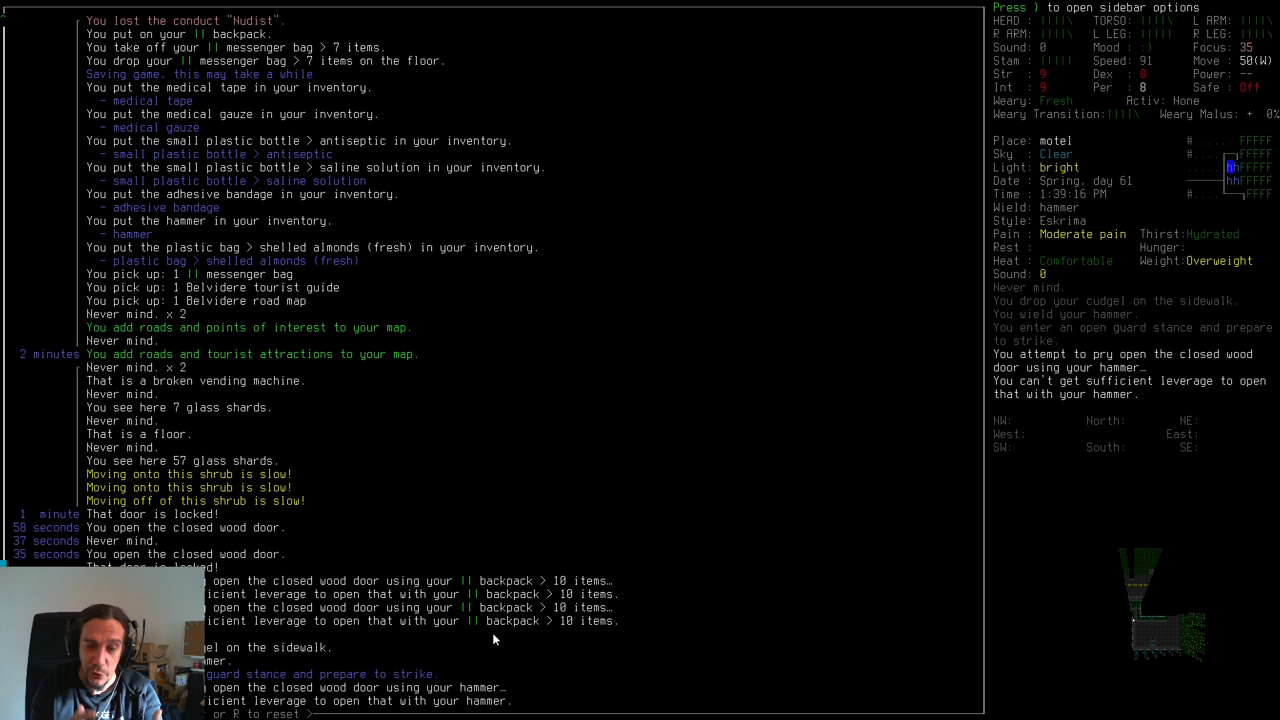 You lost the conduct "Nudist".
You put on your || backpack.
You take off your || messenger bag > 7 items.
You drop your || messenger bag > 7 items on the floor.
Saving game, this may take a while
You put the medical tape in your inventory.
- medical tape
You put the medical gauze in your inventory.
- medical gauze
You put the small plastic bottle > antiseptic in your inventory.
- small plastic bottle > antiseptic
You put the small plastic bottle > saline solution in your inventory.
- small plastic bottle > saline solution
You put the adhesive bandage in your inventory.
- adhesive bandage
You put the hammer in your inventory.
- hammer
You put the plastic bag > shelled almonds (fresh) in your inventory.
- plastic bag > shelled almonds (fresh)
You pick up: 1 || messenger bag
You pick up: 1 Belvidere tourist guide
You pick up: 1 Belvidere road map
Never mind. x 2
You add roads and points of interest to your map.
Never mind.
2 minutes You add roads and tourist attractions to your map.
Never mind. x 2
That is a broken vending machine.
Never mind.
You see here 7 glass shards.
Never mind.
That is a floor.
Never mind.
You see here 57 glass shards.
Moving onto this shrub is slow!
Moving onto this shrub is slow!
Moving off of this shrub is slow!
1 minute That door is locked!
58 seconds You open the closed wood door.
37 seconds Never mind.
35 seconds You open the closed wood door.
That door is locked!
open the closed wood door using your || backpack > 10 items…
ficient leverage to open that with your || backpack > 10 items.
open the closed wood door using your || backpack > 10 items…
ficient leverage to open that with your || backpack > 10 items.
gel on the sidewalk.
mer.
guard stance and prepare to strike.
open the closed wood door using your hammer…
ficient leverage to open that with your hammer.
or R to reset >
Press ) to open sidebar options
HEAD : ||||\ TORSO: ||||\ L ARM: ||||\
R ARM: ||||\ L LEG: ||||| R LEG: ||||\
Sound: 0 Mood : :) Focus: 35
Stam : ||||| Speed: 91 Move : 50(W)
Str : 9 Dex : 8 Power: --
Int : 9 Per : 8 Safe : Off
Weary: Fresh Activ: None
Weary Transition:||||\ Weary Malus: + 0%
Place: motel
Sky : Clear
Light: bright
Date : Spring, day 61
Time : 1:39:16 PM
Wield: hammer
Style: Eskrima
Pain : Moderate pain Thirst:Hydrated
Rest : Hunger:
Heat : Comfortable Weight:Overweight
Sound: 0
Never mind.
You drop your cudgel on the sidewalk.
You wield your hammer.
You enter an open guard stance and prepare
to strike.
You attempt to pry open the closed wood
door using your hammer…
You can't get sufficient leverage to open
that with your hammer.
NW: North: NE:
West: East:
SW: South: SE: